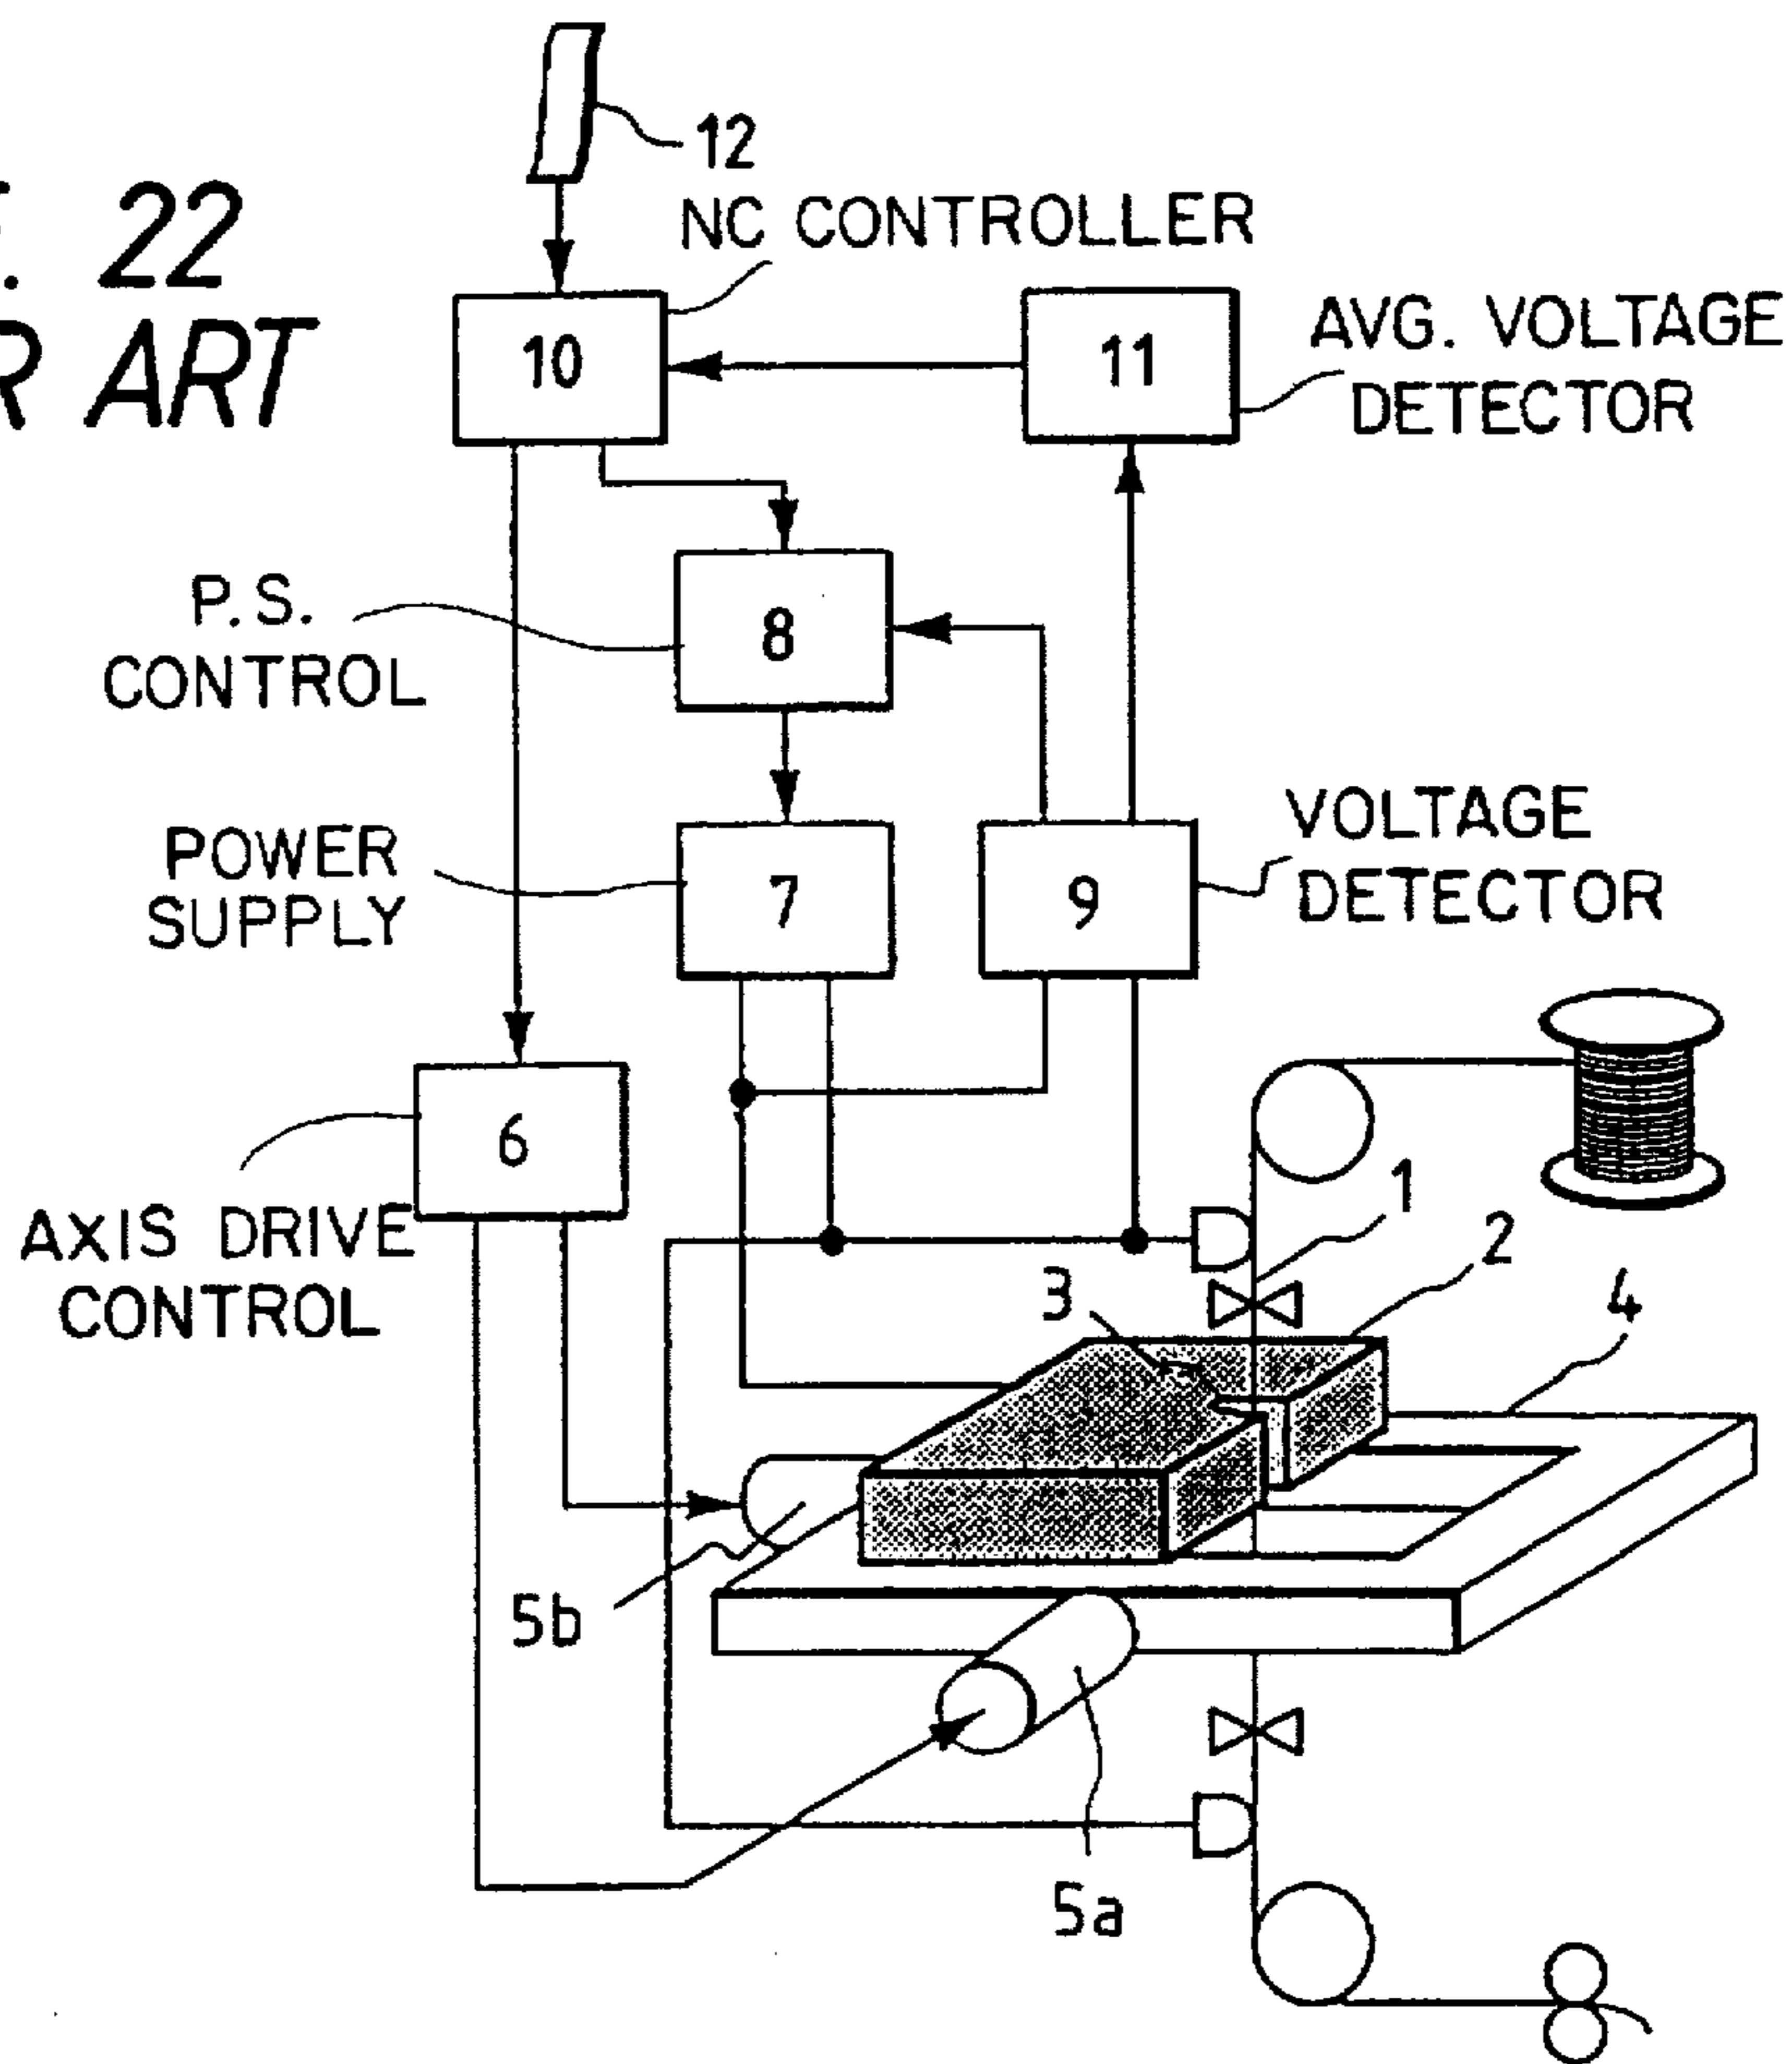 12
22
ART
NC CONTROLLER
10
11
AVG. VOLTAGE
DETECTOR
P.S.
CONTROL
8
POWER
SUPPLY
7
9
VOLTAGE
DETECTOR
6
AXIS DRIVE
CONTROL
1
2
3
4
5b
5a